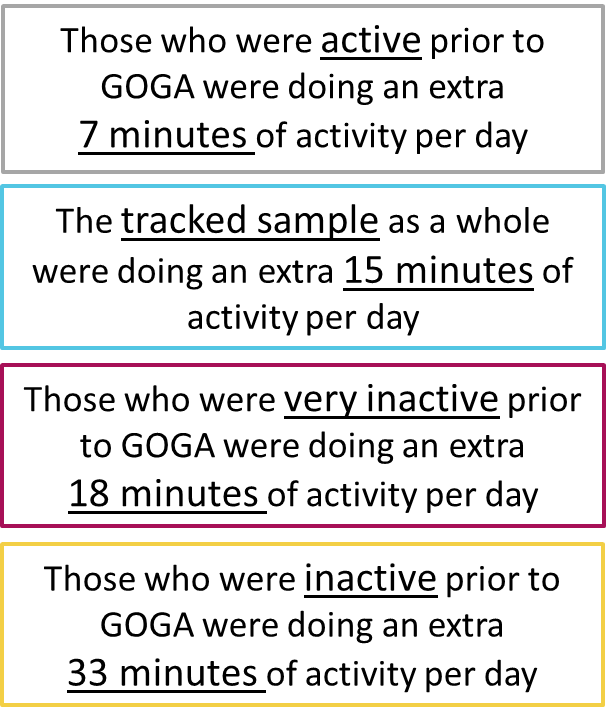 Those who were active prior to
GOGA were doing an extra
7 minutes of activity per day
The tracked sample as a whole
were doing an extra 15 minutes of
activity per day
Those who were very inactive prior
to GOGA were doing an extra
18 minutes of activity per day
Those who were inactive prior to
GOGA were doing an extra
33 minutes of activity per day